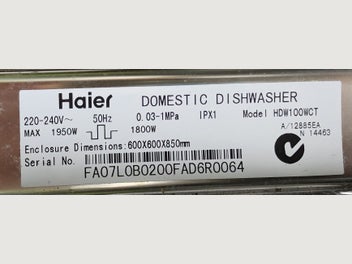 Haier DOMESTIC DISHWASHER
220-240V~ 50Hz 0.03-1MPa IPX1 Model HDW100WCT
MAX 1950W 1800W A/12885EA
N 14463
Enclosure Dimensions: 600X600X850mm
Serial No.
FA07L0B0200FAD6R0064